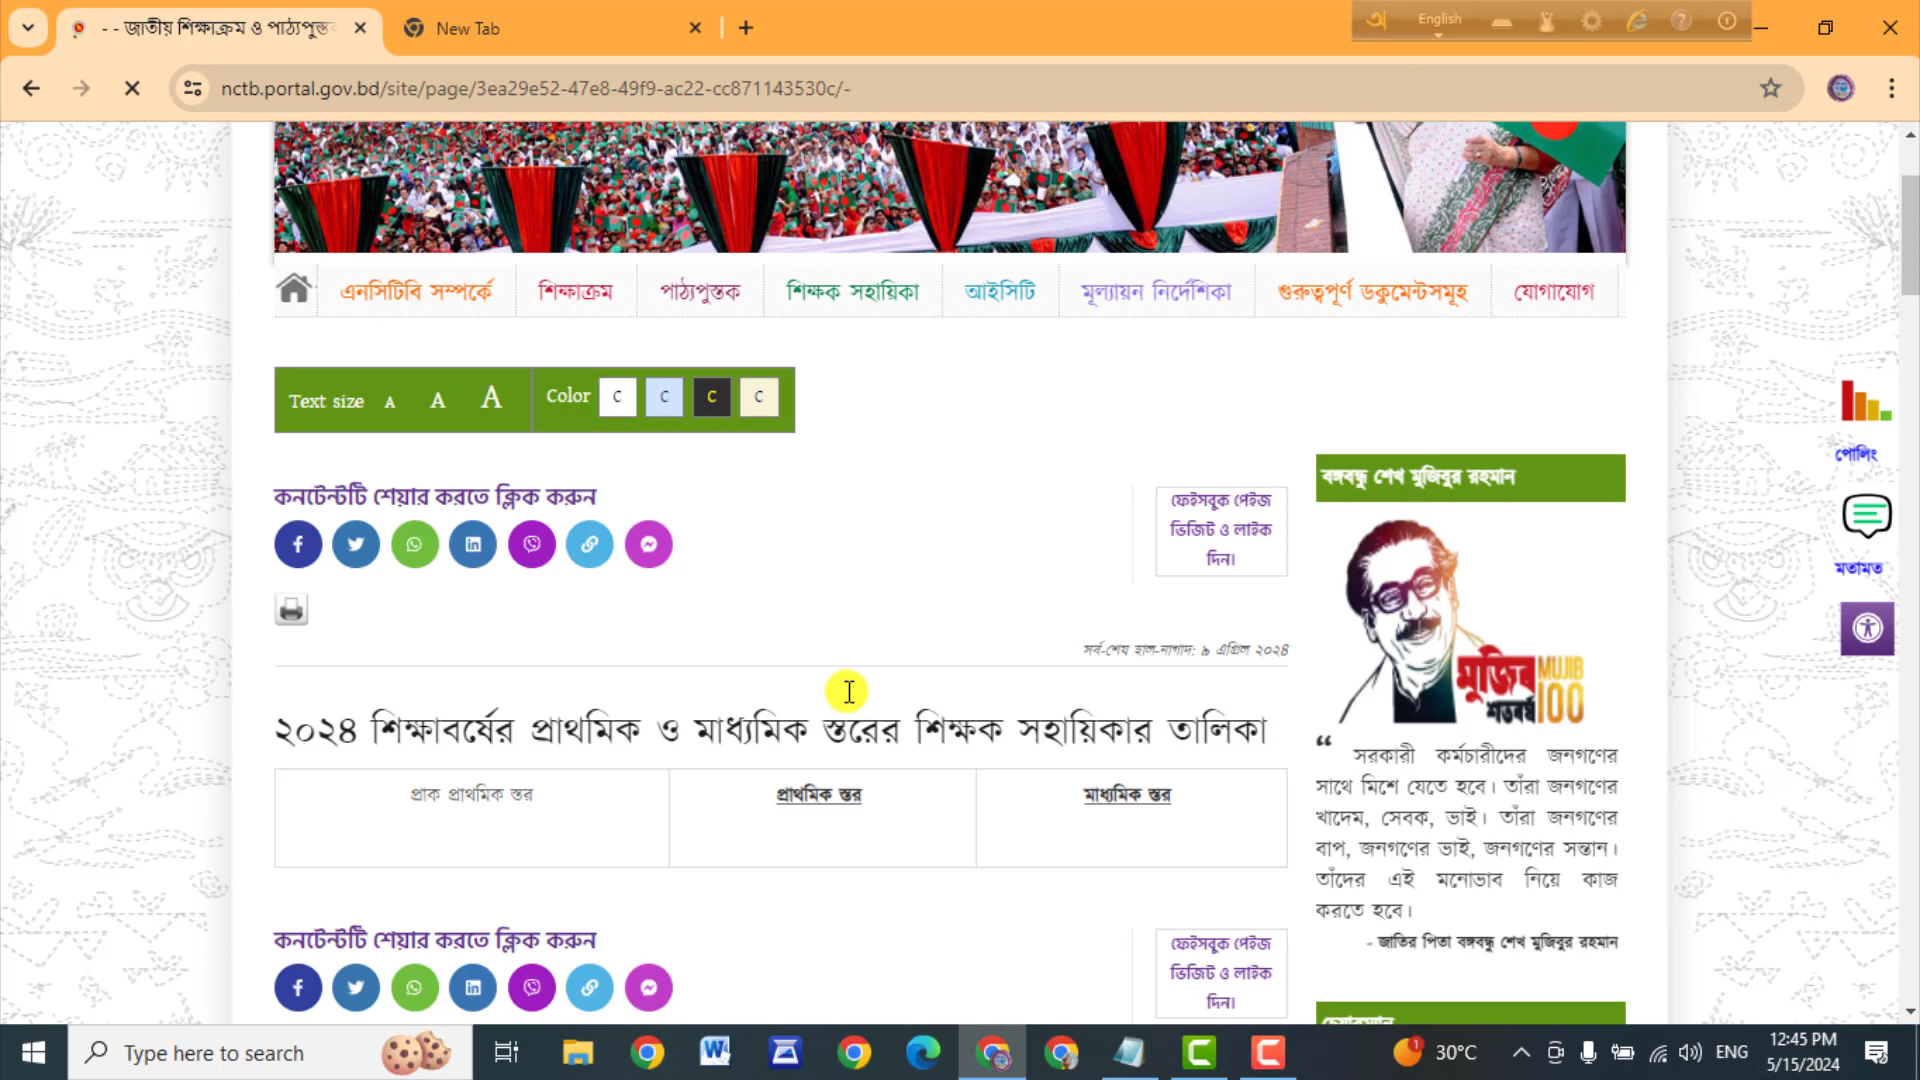 - - জাতীয় শিক্ষাক্রম ও পাঠ্যপুস্ত
New Tab
English
nctb.portal.gov.bd/site/page/3ea29e52-47e8-49f9-ac22-cc871143530c/-
এনসিটিবি সম্পর্কে
শিক্ষাক্রম
পাঠ্যপুস্তক
শিক্ষক সহায়িকা
আইসিটি
মূল্যায়ন নির্দেশিকা
গুরুত্বপূর্ণ ডকুমেন্টসমূহ
যোগাযোগ
Text size A A A Color C C C C
কনটেন্টটি শেয়ার করতে ক্লিক করুন
ফেইসবুক পেইজ
ভিজিট ও লাইক
দিন।
সর্ব-শেষ হাল-নাগাদ: ৯ এপ্রিল ২০২৪
২০২৪ শিক্ষাবর্ষের প্রাথমিক ও মাধ্যমিক স্তরের শিক্ষক সহায়িকার তালিকা
প্রাক প্রাথমিক স্তর
প্রাথমিক স্তর
মাধ্যমিক স্তর
কনটেন্টটি শেয়ার করতে ক্লিক করুন
ফেইসবুক পেইজ
ভিজিট ও লাইক
দিন।
বঙ্গবন্ধু শেখ মুজিবুর রহমান
মুজিব MUJIB
শতবর্ষ 100
“ সরকারী কর্মচারীদের জনগণের
সাথে মিশে যেতে হবে। তাঁরা জনগণের
খাদেম, সেবক, ভাই। তাঁরা জনগণের
বাপ, জনগণের ভাই, জনগণের সন্তান।
তাঁদের এই মনোভাব নিয়ে কাজ
করতে হবে।
- জাতির পিতা বঙ্গবন্ধু শেখ মুজিবুর রহমান
পোলিং
মতামত
Type here to search
1
30°C
ENG
12:45 PM
5/15/2024